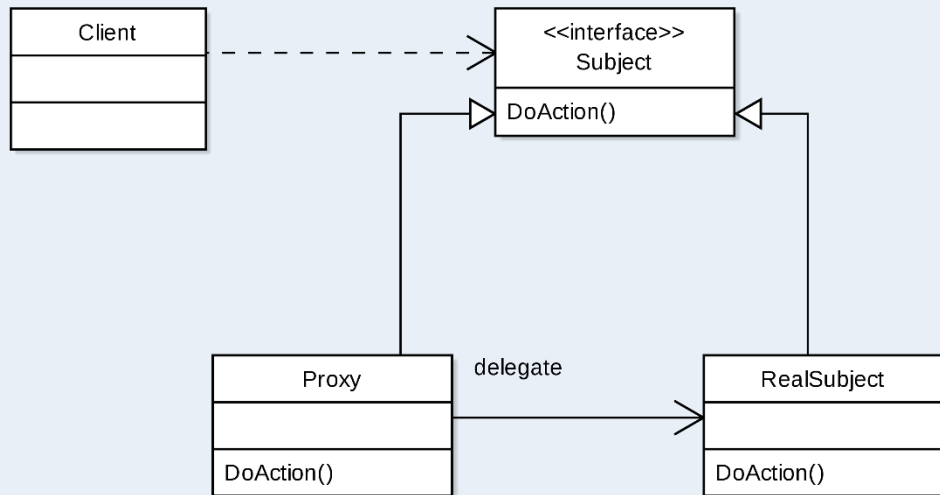 Client
<<interface>>
Subject
DoAction()
Proxy
delegate
RealSubject
DoAction()
DoAction()